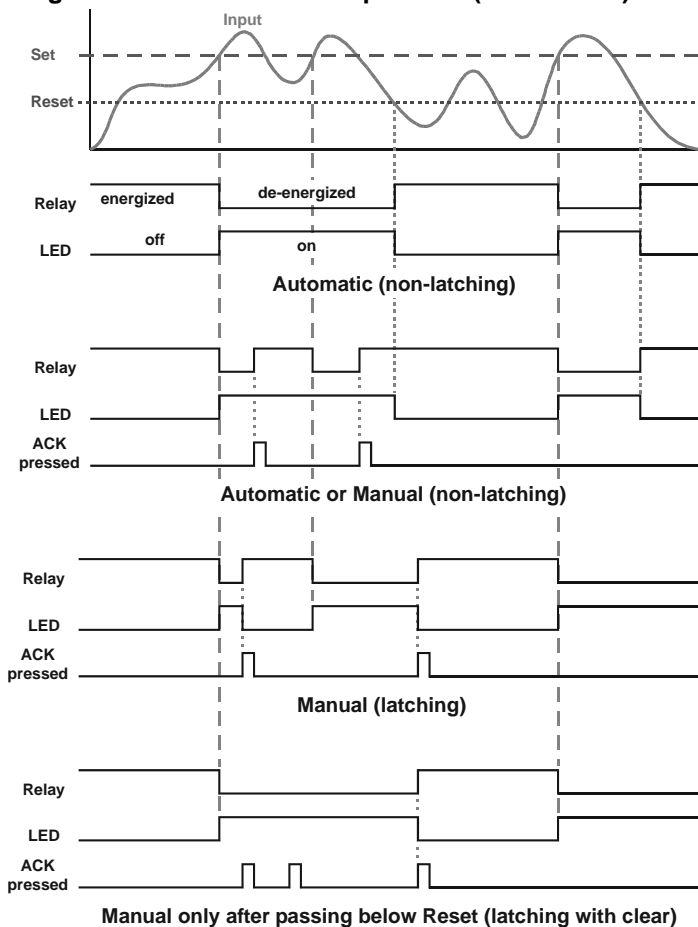 Input
Set
Reset
Relay energized de-energized
LED off on
Automatic (non-latching)
Relay
LED
ACK
pressed
Automatic or Manual (non-latching)
Relay
LED
ACK
pressed
Manual (latching)
Relay
LED
ACK
pressed
Manual only after passing below Reset (latching with clear)